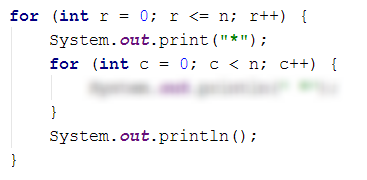 for (int r = 0; r <= n; r++) {
System.out.print("*");
for (int c = 0; c < n; c++) {
}
System.out.println();
}